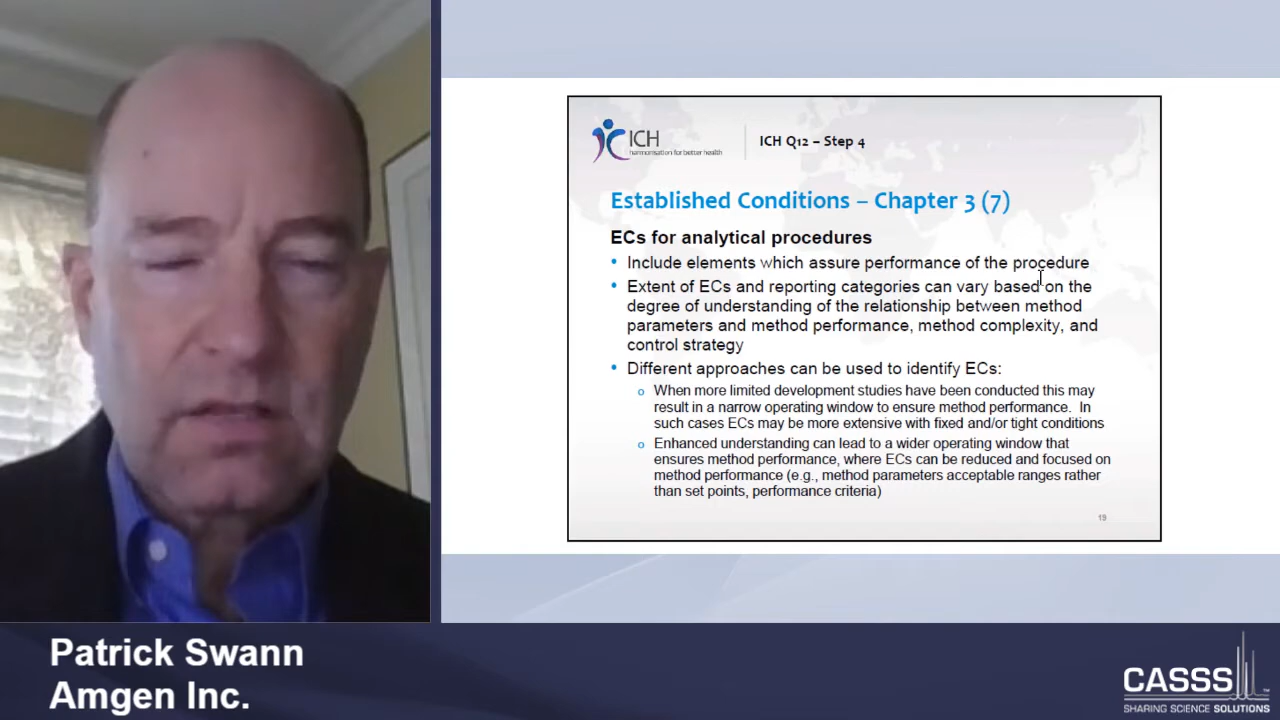 ICH
harmonisation for better health
ICH Q12 – Step 4
Established Conditions – Chapter 3 (7)
ECs for analytical procedures
• Include elements which assure performance of the procedure
• Extent of ECs and reporting categories can vary based on the
degree of understanding of the relationship between method
parameters and method performance, method complexity, and
control strategy
• Different approaches can be used to identify ECs:
o When more limited development studies have been conducted this may
result in a narrow operating window to ensure method performance. In
such cases ECs may be more extensive with fixed and/or tight conditions
o Enhanced understanding can lead to a wider operating window that
ensures method performance, where ECs can be reduced and focused on
method performance (e.g., method parameters acceptable ranges rather
than set points, performance criteria)
19
Patrick Swann
Amgen Inc.
CASSS
SHARING SCIENCE SOLUTIONS